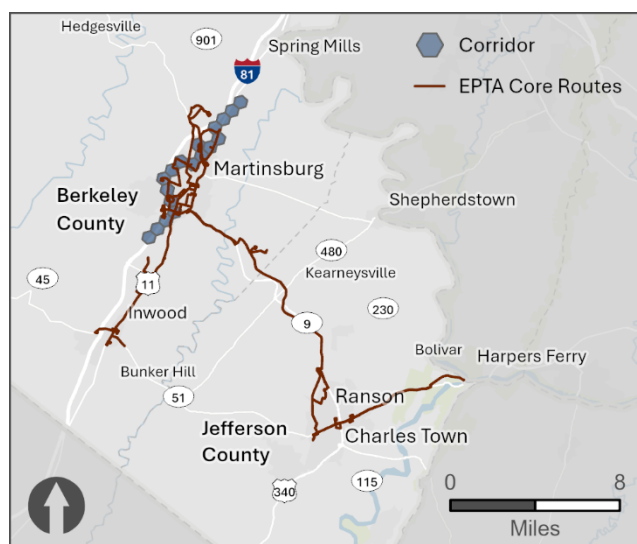 Hedgesville
901
Spring Mills
81
Corridor
EPTA Core Routes
Martinsburg
Berkeley
County
Shepherdstown
480
Kearneysville
45
11
230
Inwood
9
Bolivar
Harpers Ferry
Bunker Hill
51
Ranson
Jefferson
County
Charles Town
340
115
0
8
Miles